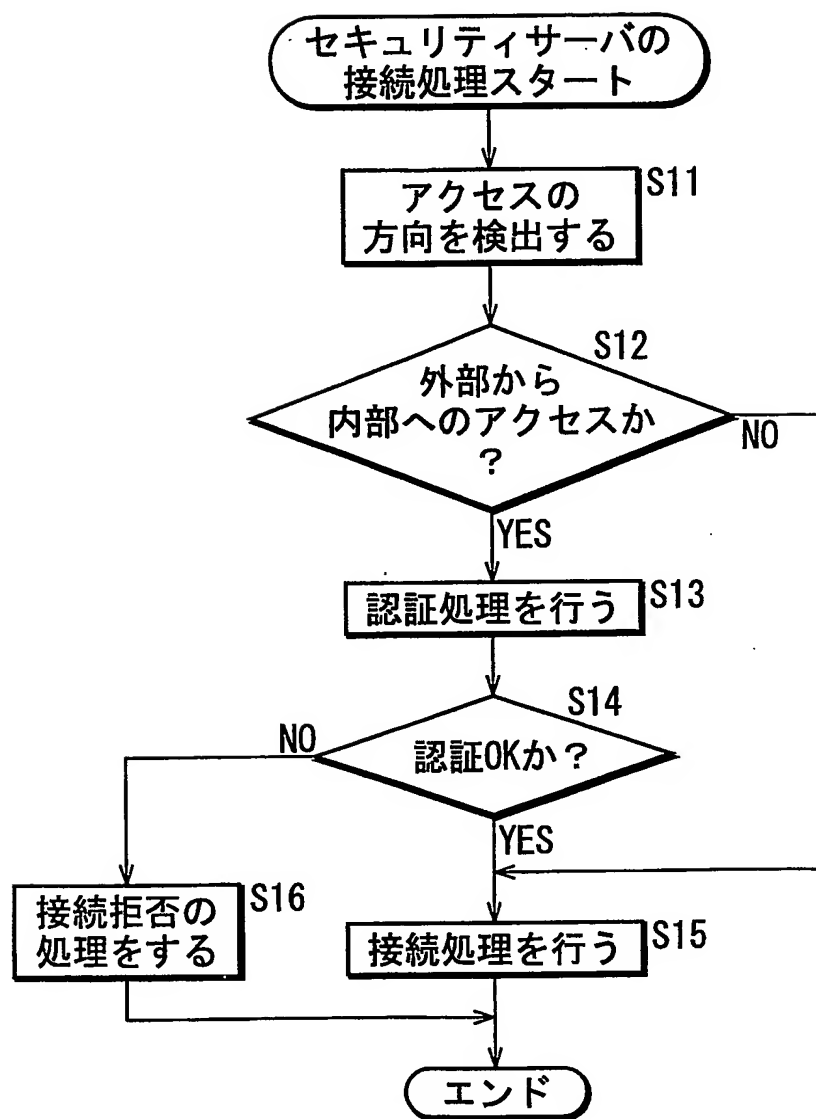 セキュリティサーバの
接続処理スタート
アクセスの
方向を検出する
S11
S12
外部から
内部へのアクセスか
?
NO
YES
認証処理を行う
S13
S14
認証OKか?
NO
YES
接続拒否の
処理をする
S16
接続処理を行う
S15
エンド